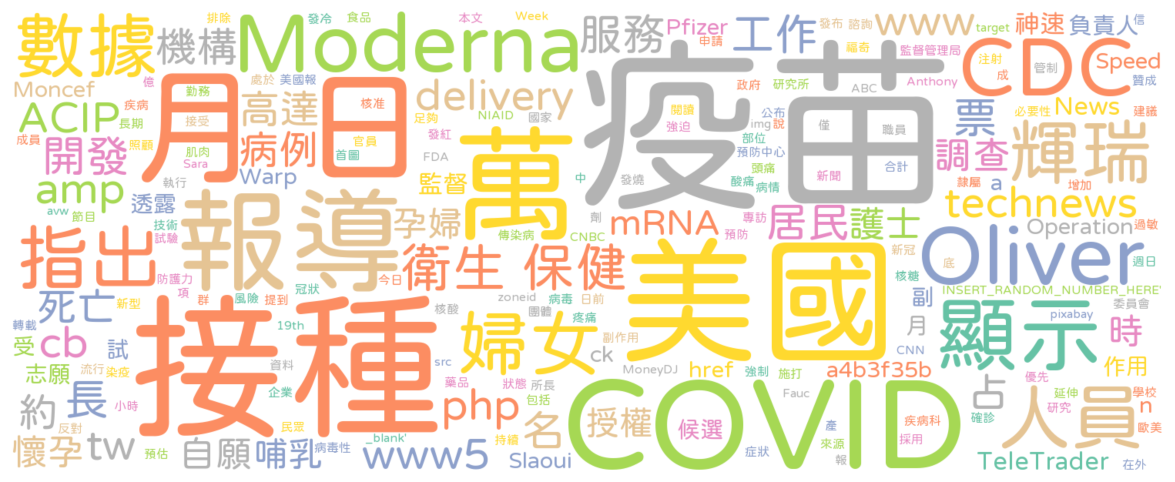 數據
機構
Moderna
服務
Pfizer
工作
www
神速
負責人
CDC
Speed
疫苗
月日
報導
接種
美國
萬
COVID
Oliver
顯示
人員
輝瑞
technews
票
News
調查
居民
護士
mRNA
Operation
delivery
高達
病例
ACIP
Moncef
開發
amp
Warp
透露
監督
孕婦
指出
衛生
保健
死亡
cb
婦女
ck
href
a4b3f35b
占
時
作用
副
月
a
n
試
受
志願
長
約
懷孕
tw
自願
哺乳
php
www5
Slaoui
名
授權
候選
TeleTrader
排除
發冷
食品
本文
Week
申請
發布
諮詢
福奇
監督管理局
target
信
注射
成
管制
贊成
億
處於
美國報
疾病
勤務
核准
成員
長期
照顧
接受
足夠
NIAID
國家
發紅
官員
首圖
肌肉
Sara
FDA
執行
avw
節目
技術
試驗
政府
研究所
ABC
Anthony
必要性
建議
閱讀
強迫
公布
img
說
僅
職員
部位
預防中心
頭痛
合計
發燒
新聞
酸痛
病情
隸屬
增加
中
劑
專訪
預防
傳染病
CNBC
過敏
新冠
底
核糖
週日
防護力
項
今日
新型
群
風險
提到
冠狀
核酸
zoneid
病毒
團體
日前
疼痛
副作用
INSERT_RANDOM_NUMBER_HERE'
委員會
pixabay
轉載
19th
資料
src
CNN
流行
染疫
小時
企業
藥品
狀態
所長
包括
MoneyDJ
強制
施打
Fauc
優先
延伸
研究
學校
確診
歐美
反對
預估
民眾
病毒性
_blank'
持續
症狀
產
來源
報
疾病科
採用
在外